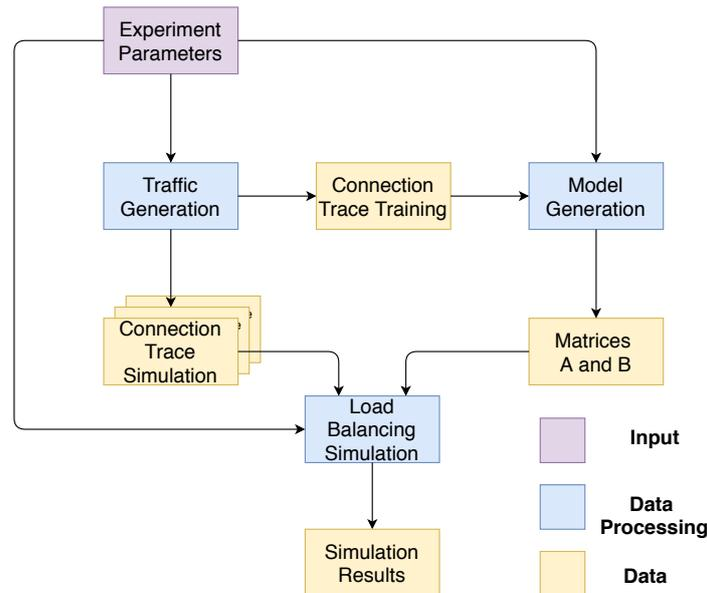 Experiment
Parameters
Traffic
Generation
Connection
Trace Training
Model
Generation
Connection
Trace
Simulation
Matrices
A and B
Load
Balancing
Simulation
Input
Data
Processing
Simulation
Results
Data